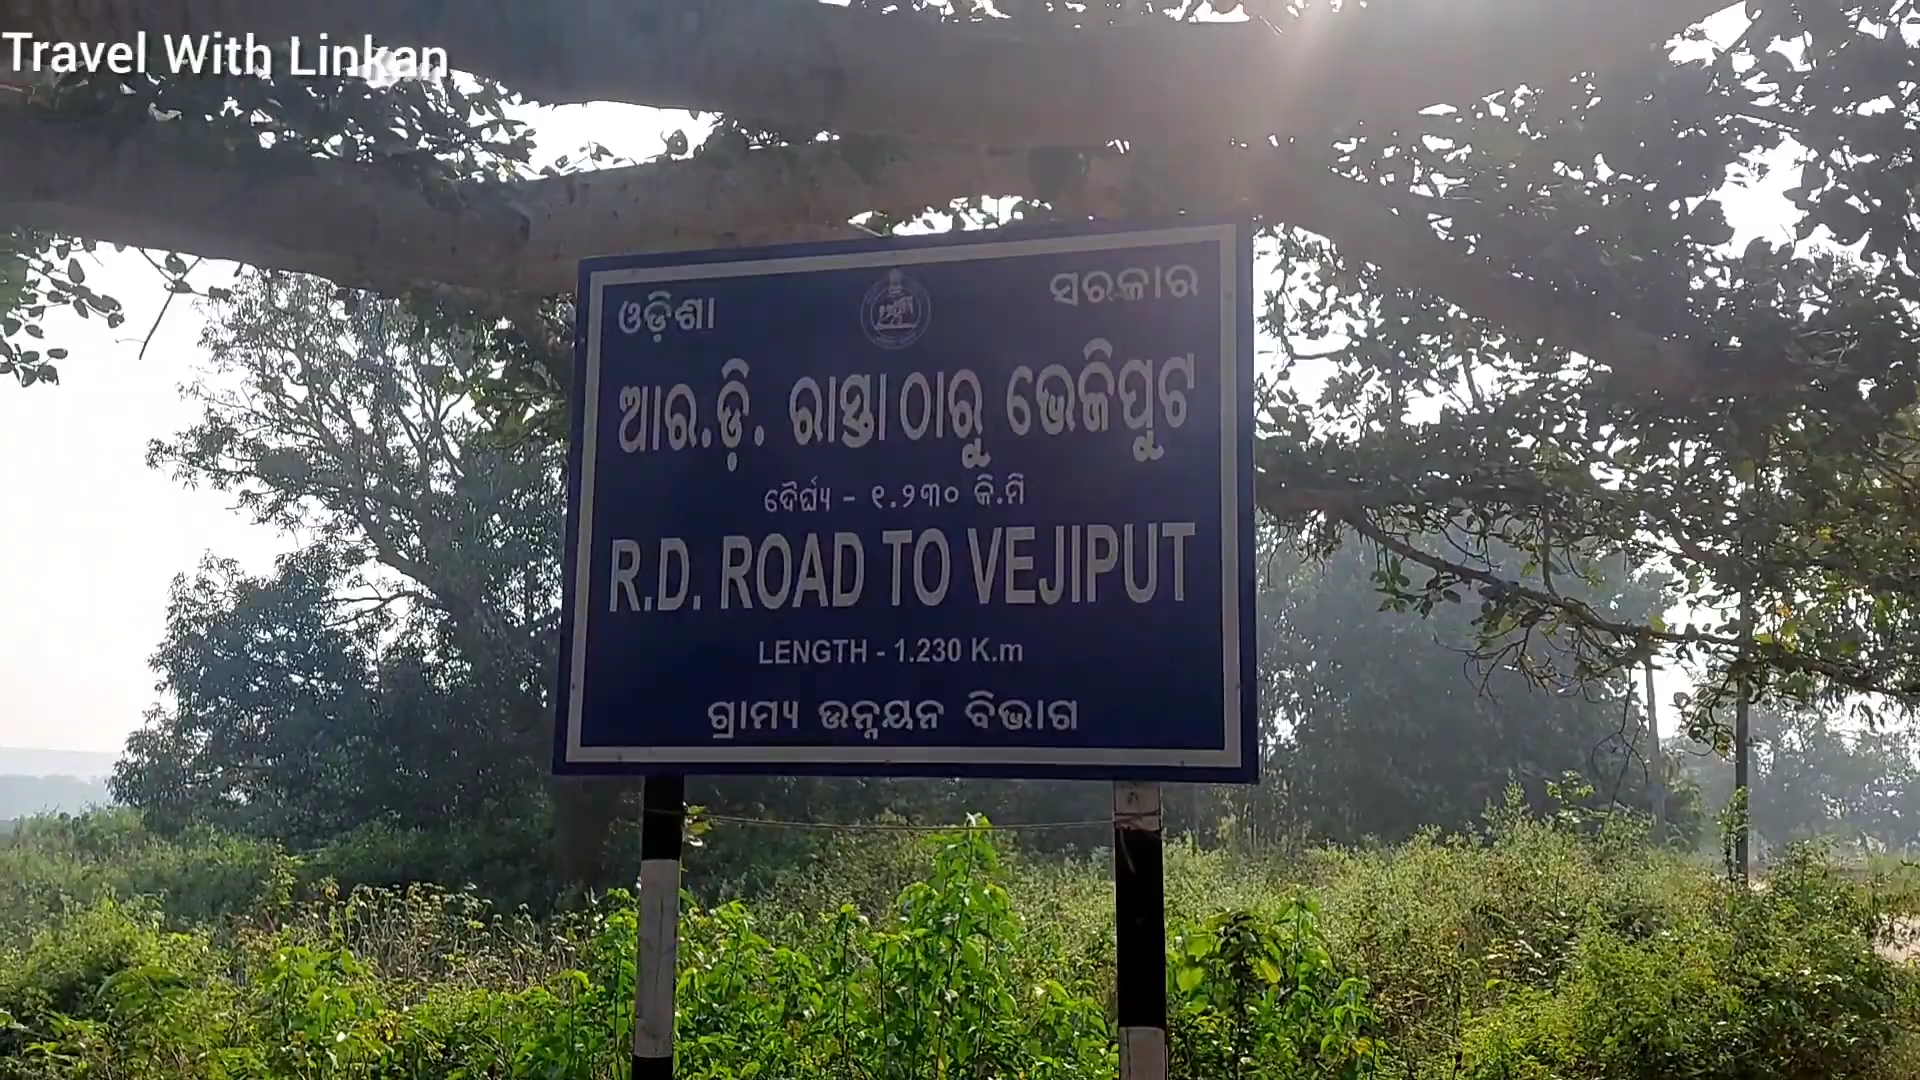 Travel With Linkan
ଓଡ଼ିଶା ସରକାର
ଆର.ଡ଼ି. ରାସ୍ତା ଠାରୁ ଭେଜିପୁଟ
ଦୈର୍ଘ୍ୟ - ୧.୨୩୦ କି.ମି
R.D. ROAD TO VEJIPUT
LENGTH - 1.230 K.m
ଗ୍ରାମ୍ୟ ଉନ୍ନୟନ ବିଭାଗ